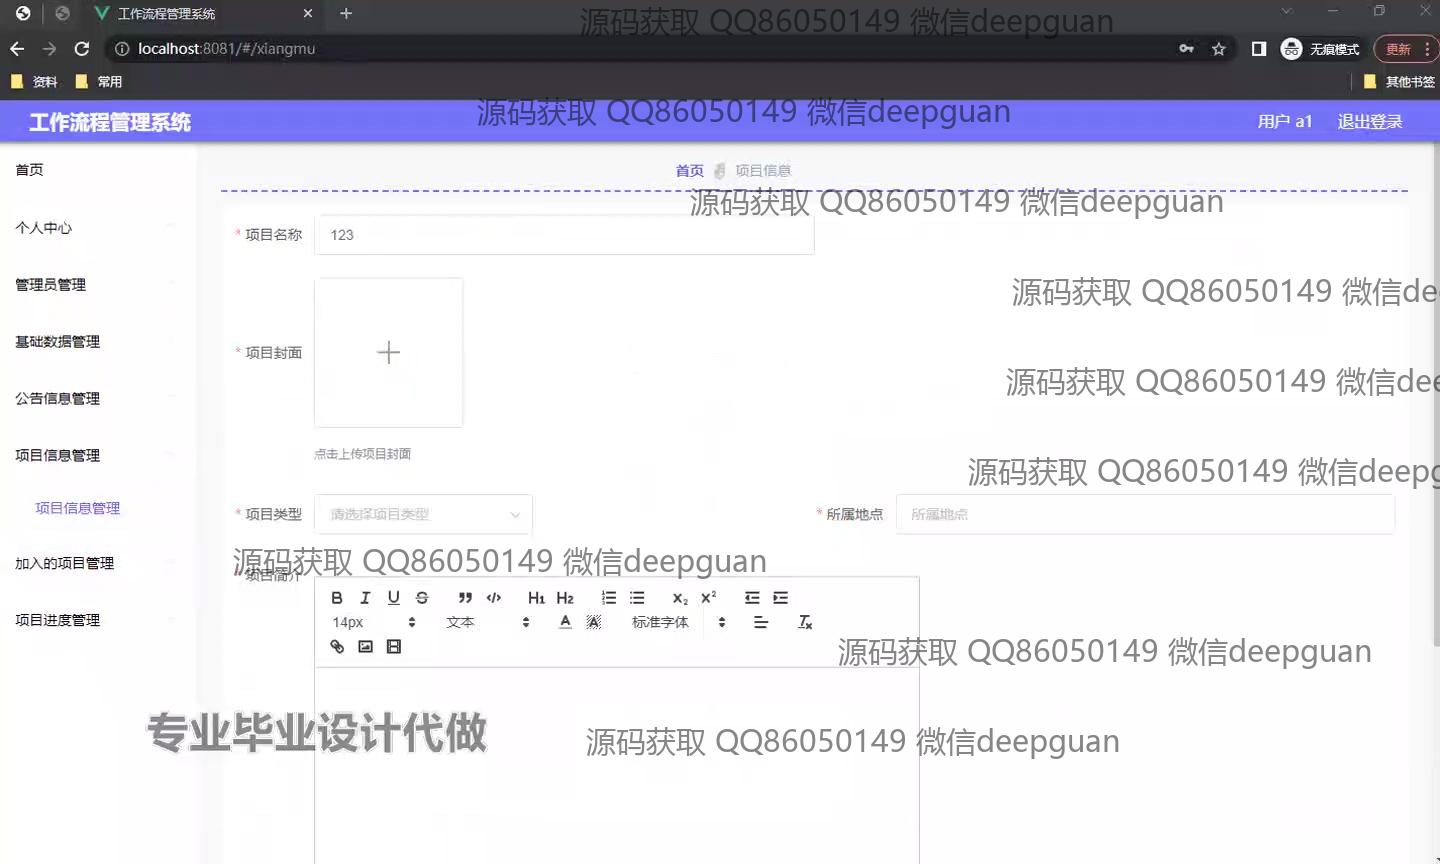 工作流程管理系统
源码获取 QQ86050149 微信deepguan
localhost:8081/#/xiangmu
无痕模式
更新
资料
常用
其他书签
工作流程管理系统
源码获取 QQ86050149 微信deepguan
用户 a1
退出登录
首页
首页
项目信息
源码获取 QQ86050149 微信deepguan
个人中心
* 项目名称
123
管理员管理
源码获取 QQ86050149 微信de
基础数据管理
* 项目封面
源码获取 QQ86050149 微信dee
公告信息管理
点击上传项目封面
项目信息管理
源码获取 QQ86050149 微信deepg
项目信息管理
* 项目类型
请选择项目类型
* 所属地点
所属地点
加入的项目管理
源码获取 QQ86050149 微信deepguan
* 项目简介
B I U S H1 H2 X2 X2
14px
文本
A
A
标准字体
Tx
项目进度管理
源码获取 QQ86050149 微信deepguan
专业毕业设计代做
源码获取 QQ86050149 微信deepguan